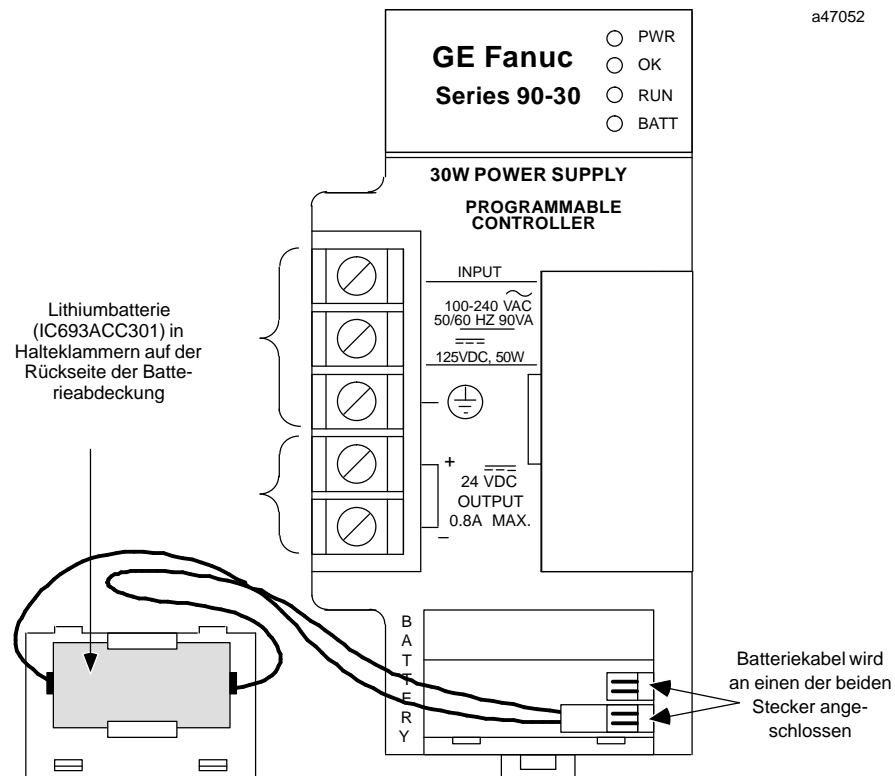 a47052
GE Fanuc
Series 90-30
PWR
OK
RUN
BATT
30W POWER SUPPLY
PROGRAMMABLE
CONTROLLER
INPUT
100-240 VAC
50/60 HZ 90VA
125VDC, 50W
+
24 VDC
OUTPUT
0.8A MAX.
–
Lithiumbatterie
(IC693ACC301) in
Halteklammern auf der
Rückseite der Batte-
rieabdeckung
BATTERY
Batteriekabel wird
an einen der beiden
Stecker ange-
schlossen